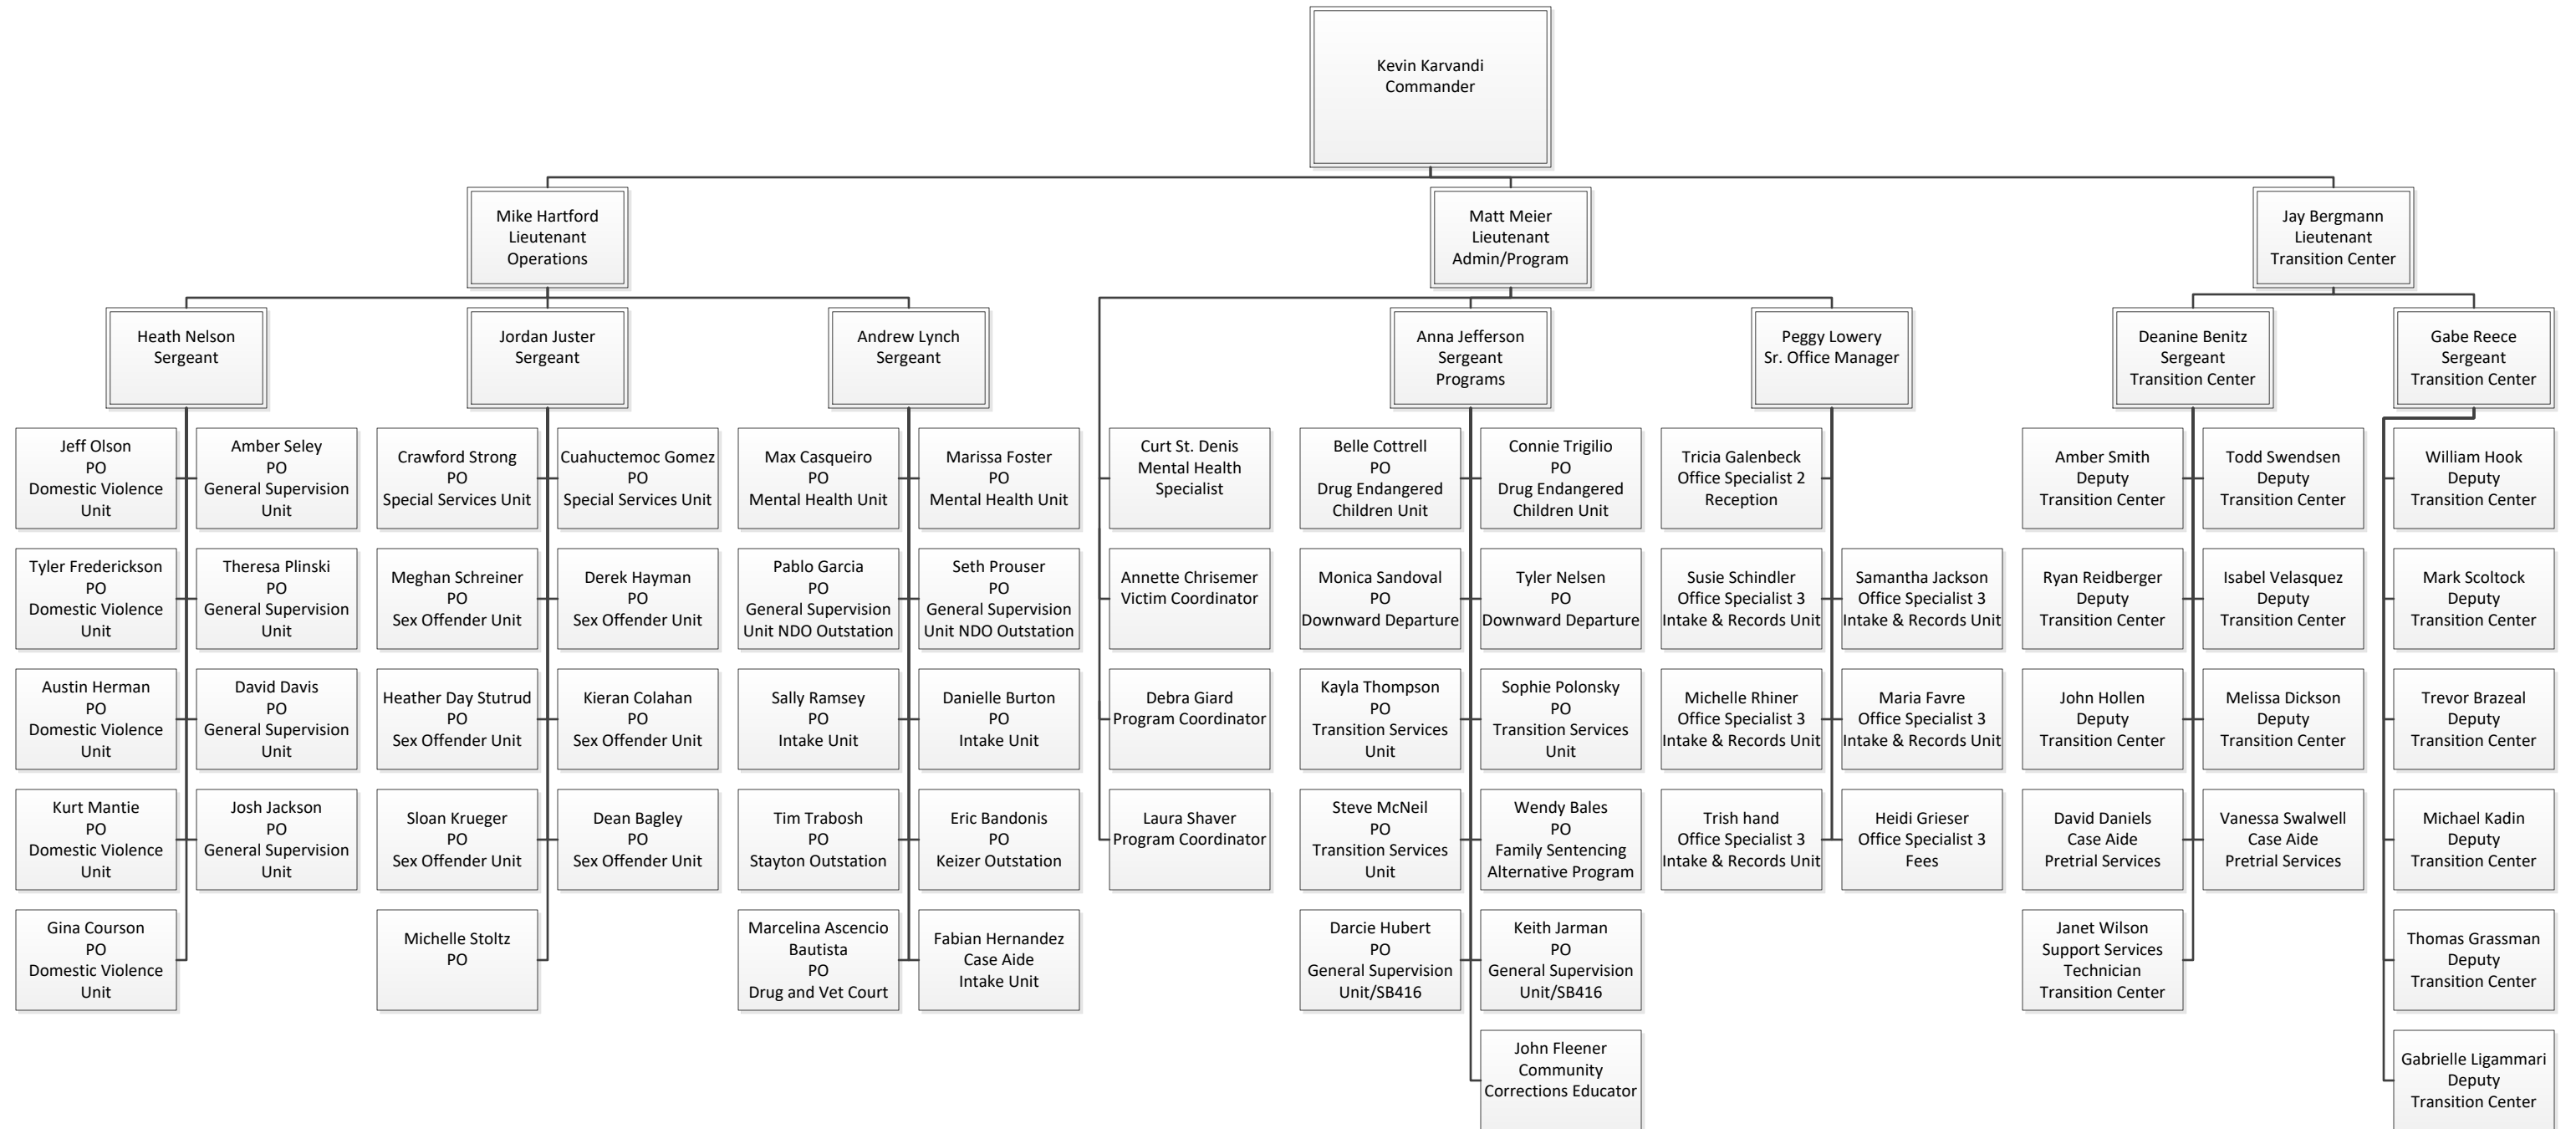 Kevin Karvandi
Commander
Mike Hartford
Lieutenant
Operations
Matt Meier
Lieutenant
Admin/Program
Jay Bergmann
Lieutenant
Transition Center
Heath Nelson
Sergeant
Jordan Juster
Sergeant
Andrew Lynch
Sergeant
Anna Jefferson
Sergeant
Programs
Peggy Lowery
Sr. Office Manager
Deanine Benitz
Sergeant
Transition Center
Gabe Reece
Sergeant
Transition Center
Jeff Olson
PO
Domestic Violence
Unit
Amber Seley
PO
General Supervision
Unit
Crawford Strong
PO
Special Services Unit
Cuahuctemoc Gomez
PO
Special Services Unit
Max Casqueiro
PO
Mental Health Unit
Marissa Foster
PO
Mental Health Unit
Curt St. Denis
Mental Health
Specialist
Belle Cottrell
PO
Drug Endangered
Children Unit
Connie Trigilio
PO
Drug Endangered
Children Unit
Tricia Galenbeck
Office Specialist 2
Reception
Amber Smith
Deputy
Transition Center
Todd Swendsen
Deputy
Transition Center
William Hook
Deputy
Transition Center
Tyler Frederickson
PO
Domestic Violence
Unit
Theresa Plinski
PO
General Supervision
Unit
Meghan Schreiner
PO
Sex Offender Unit
Derek Hayman
PO
Sex Offender Unit
Pablo Garcia
PO
General Supervision
Unit NDO Outstation
Seth Prouser
PO
General Supervision
Unit NDO Outstation
Annette Chrisemer
Victim Coordinator
Monica Sandoval
PO
Downward Departure
Tyler Nelsen
PO
Downward Departure
Susie Schindler
Office Specialist 3
Intake & Records Unit
Samantha Jackson
Office Specialist 3
Intake & Records Unit
Ryan Reidberger
Deputy
Transition Center
Isabel Velasquez
Deputy
Transition Center
Mark Scoltock
Deputy
Transition Center
Austin Herman
PO
Domestic Violence
Unit
David Davis
PO
General Supervision
Unit
Heather Day Stutrud
PO
Sex Offender Unit
Kieran Colahan
PO
Sex Offender Unit
Sally Ramsey
PO
Intake Unit
Danielle Burton
PO
Intake Unit
Debra Giard
Program Coordinator
Kayla Thompson
PO
Transition Services
Unit
Sophie Polonsky
PO
Transition Services
Unit
Michelle Rhiner
Office Specialist 3
Intake & Records Unit
Maria Favre
Office Specialist 3
Intake & Records Unit
John Hollen
Deputy
Transition Center
Melissa Dickson
Deputy
Transition Center
Trevor Brazeal
Deputy
Transition Center
Kurt Mantie
PO
Domestic Violence
Unit
Josh Jackson
PO
General Supervision
Unit
Sloan Krueger
PO
Sex Offender Unit
Dean Bagley
PO
Sex Offender Unit
Tim Trabosh
PO
Stayton Outstation
Eric Bandonis
PO
Keizer Outstation
Laura Shaver
Program Coordinator
Steve McNeil
PO
Transition Services
Unit
Wendy Bales
PO
Family Sentencing
Alternative Program
Trish hand
Office Specialist 3
Intake & Records Unit
Heidi Grieser
Office Specialist 3
Fees
David Daniels
Case Aide
Pretrial Services
Vanessa Swalwell
Case Aide
Pretrial Services
Michael Kadin
Deputy
Transition Center
Gina Courson
PO
Domestic Violence
Unit
Michelle Stoltz
PO
Marcelina Ascencio
Bautista
PO
Drug and Vet Court
Fabian Hernandez
Case Aide
Intake Unit
Darcie Hubert
PO
General Supervision
Unit/SB416
Keith Jarman
PO
General Supervision
Unit/SB416
Janet Wilson
Support Services
Technician
Transition Center
Thomas Grassman
Deputy
Transition Center
John Fleener
Community
Corrections Educator
Gabrielle Ligammari
Deputy
Transition Center